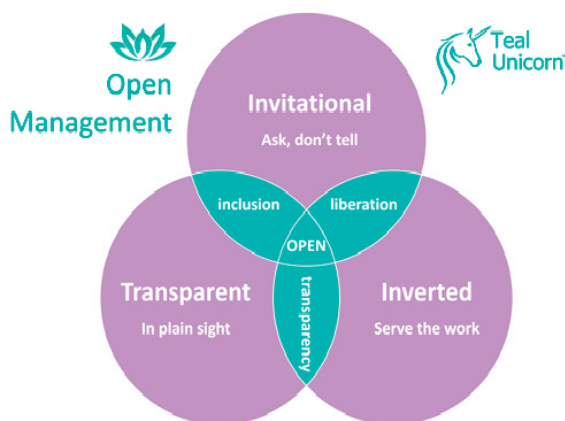 Open
Management
Teal
Unicorn™
Invitational
Ask, don't tell
inclusion
liberation
OPEN
Transparent
In plain sight
transparency
Inverted
Serve the work